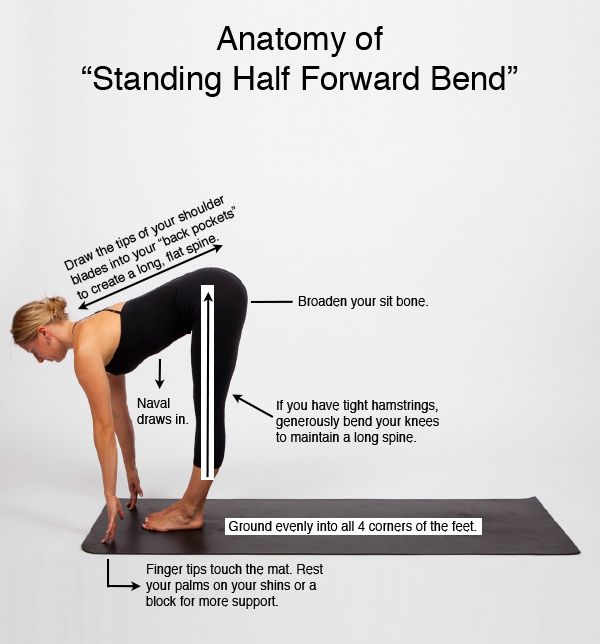 Anatomy of
“Standing Half Forward Bend”
Draw the tips of your shoulder
blades into your “back pockets”
to create a long, flat spine.
Broaden your sit bone.
Naval
draws in.
If you have tight hamstrings,
generously bend your knees
to maintain a long spine.
Ground evenly into all 4 corners of the feet.
Finger tips touch the mat. Rest
your palms on your shins or a
block for more support.